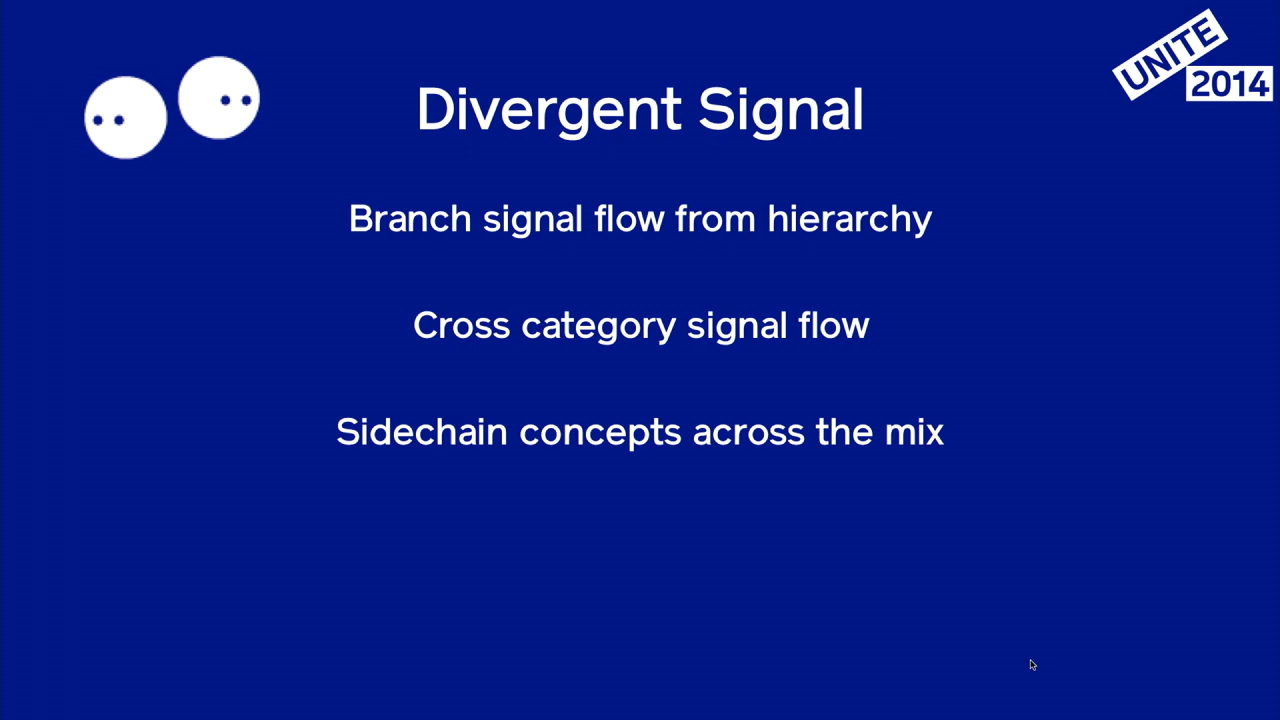 UNITE
2014
Divergent Signal
Branch signal flow from hierarchy
Cross category signal flow
Sidechain concepts across the mix